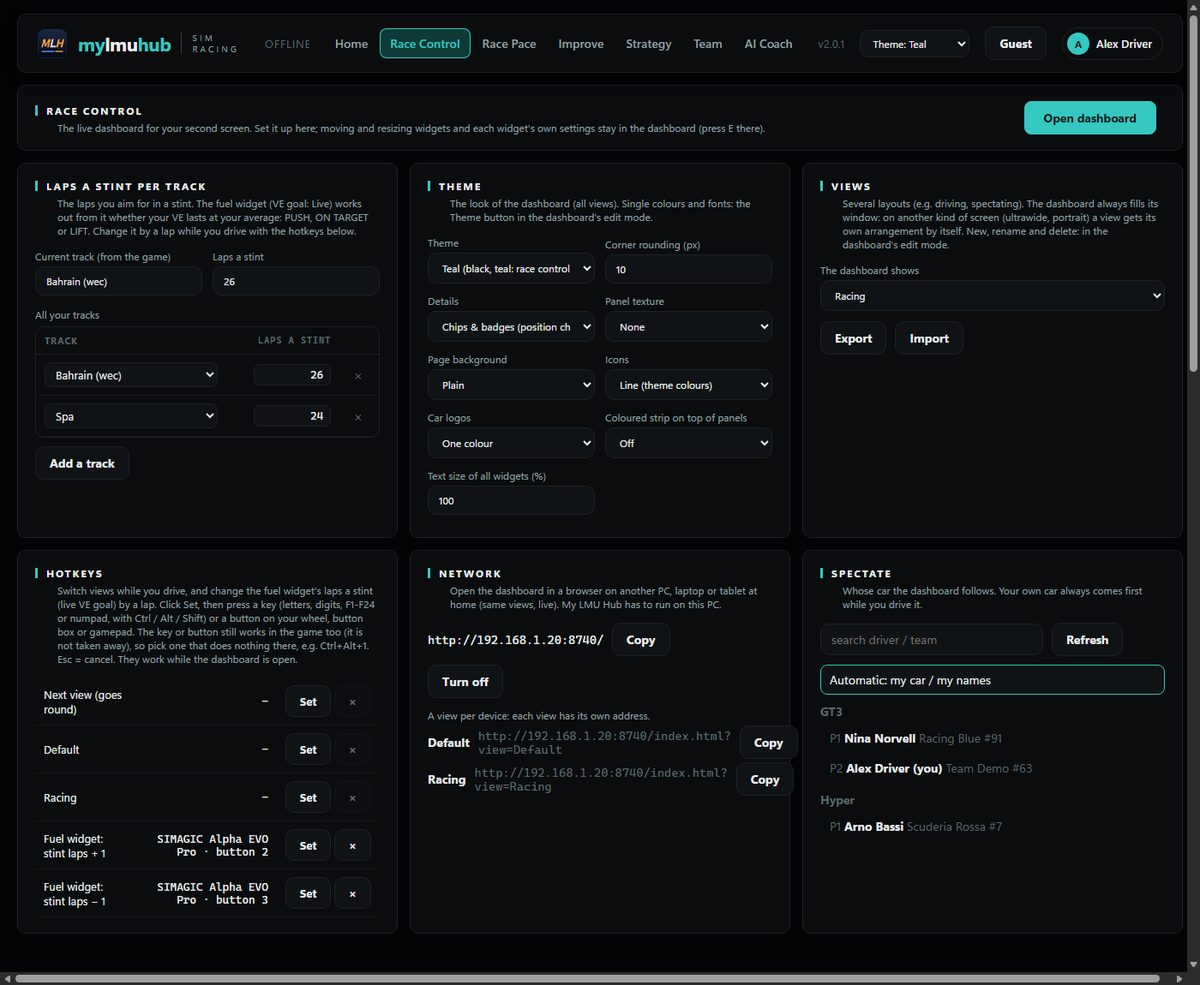 MLH mylmuhub SIM RACING OFFLINE Home Race Control Race Pace Improve Strategy Team AI Coach v2.0.1 Theme: Teal Guest A Alex Driver
RACE CONTROL
The live dashboard for your second screen. Set it up here; moving and resizing widgets and each widget's own settings stay in the dashboard (press E there).
Open dashboard
LAPS A STINT PER TRACK
The laps you aim for in a stint. The fuel widget (VE goal: Live) works
out from it whether your VE lasts at your average: PUSH, ON TARGET
or LIFT. Change it by a lap while you drive with the hotkeys below.
Current track (from the game) Laps a stint
Bahrain (wec) 26
All your tracks
TRACK LAPS A STINT
Bahrain (wec) 26 ×
Spa 24 ×
Add a track
THEME
The look of the dashboard (all views). Single colours and fonts: the
Theme button in the dashboard's edit mode.
Theme Corner rounding (px)
Teal (black, teal: race control 10
Details Panel texture
Chips & badges (position ch None
Page background Icons
Plain Line (theme colours)
Car logos Coloured strip on top of panels
One colour Off
Text size of all widgets (%)
100
VIEWS
Several layouts (e.g. driving, spectating). The dashboard always fills its
window: on another kind of screen (ultrawide, portrait) a view gets its
own arrangement by itself. New, rename and delete: in the
dashboard's edit mode.
The dashboard shows
Racing
Export Import
HOTKEYS
Switch views while you drive, and change the fuel widget's laps a stint
(live VE goal) by a lap. Click Set, then press a key (letters, digits, F1-F24
or numpad, with Ctrl / Alt / Shift) or a button on your wheel, button
box or gamepad. The key or button still works in the game too (it is
not taken away), so pick one that does nothing there, e.g. Ctrl+Alt+1.
Esc = cancel. They work while the dashboard is open.
Next view (goes
round) – Set ×
Default – Set ×
Racing – Set ×
Fuel widget:
stint laps + 1
SIMAGIC Alpha EVO
Pro · button 2
Set ×
Fuel widget:
stint laps − 1
SIMAGIC Alpha EVO
Pro · button 3
Set ×
NETWORK
Open the dashboard in a browser on another PC, laptop or tablet at
home (same views, live). My LMU Hub has to run on this PC.
http://192.168.1.20:8740/ Copy
Turn off
A view per device: each view has its own address.
Default http://192.168.1.20:8740/index.html?
view=Default
Copy
Racing http://192.168.1.20:8740/index.html?
view=Racing
Copy
SPECTATE
Whose car the dashboard follows. Your own car always comes first
while you drive it.
search driver / team Refresh
Automatic: my car / my names
GT3
P1 Nina Norvell Racing Blue #91
P2 Alex Driver (you) Team Demo #63
Hyper
P1 Arno Bassi Scuderia Rossa #7